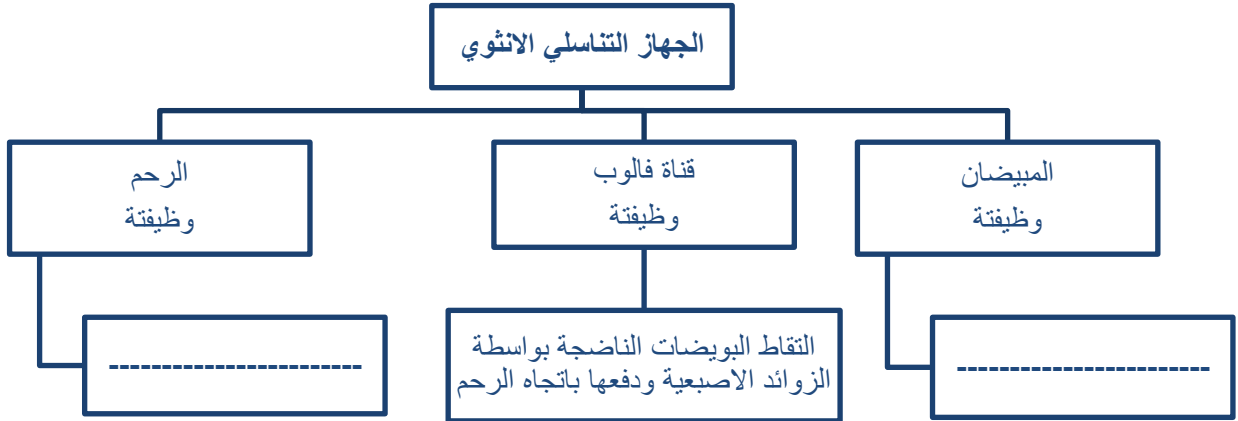 الجهاز التناسلي الانثوي
المبيضان
وظيفتة
قناة فالوب
وظيفتة
الرحم
وظيفتة
------------------------
التقاط البويضات الناضجة بواسطة
الزوائد الاصبعية ودفعها باتجاه الرحم
------------------------